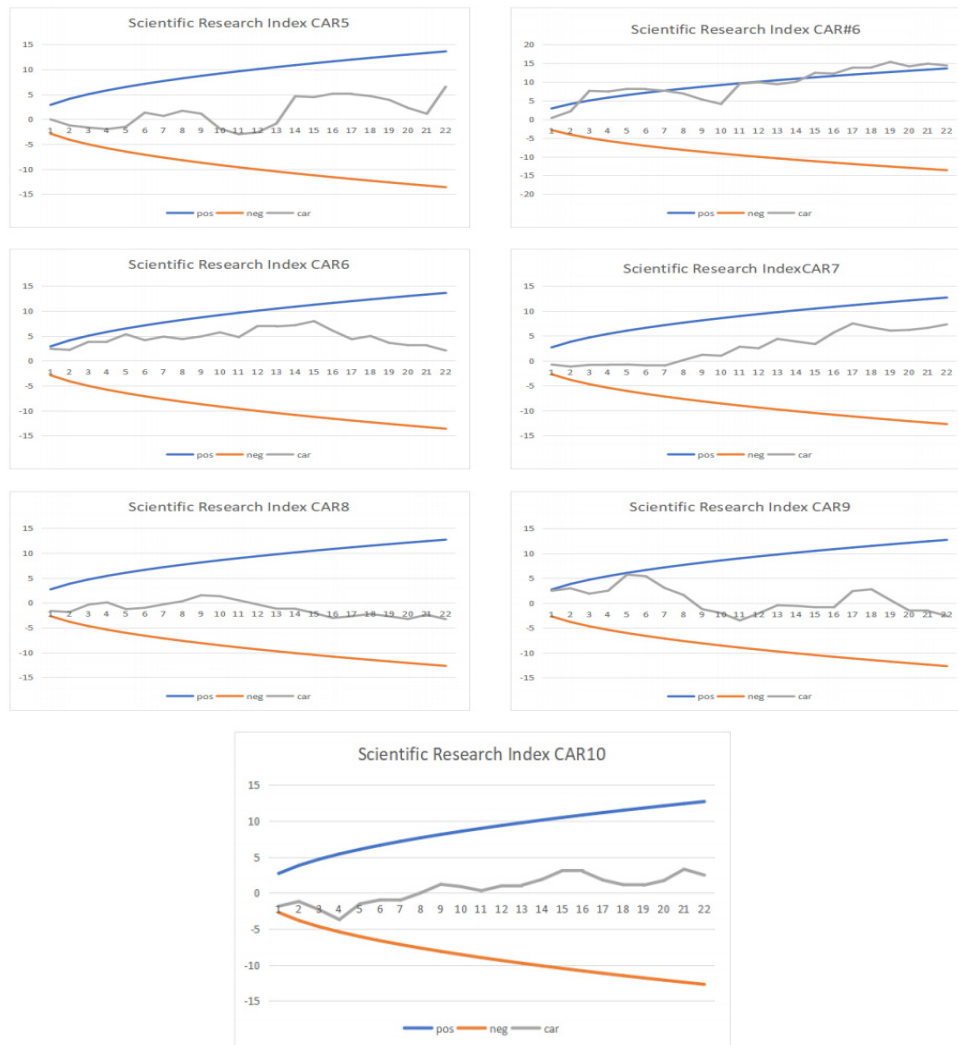 Scientific Research Index CAR5
15
10
5
0
1 2 3 4 5 6 7 8 9 10 11 12 13 14 15 16 17 18 19 20 21 22
-5
-10
-15
pos neg car
Scientific Research Index CAR#6
20
15
10
5
0
1 2 3 4 5 6 7 8 9 10 11 12 13 14 15 16 17 18 19 20 21 22
-5
-10
-15
-20
pos neg car
Scientific Research Index CAR6
15
10
5
0
1 2 3 4 5 6 7 8 9 10 11 12 13 14 15 16 17 18 19 20 21 22
-5
-10
-15
pos neg car
Scientific Research IndexCAR7
15
10
5
0
1 2 3 4 5 6 7 8 9 10 11 12 13 14 15 16 17 18 19 20 21 22
-5
-10
-15
pos neg car
Scientific Research Index CAR8
15
10
5
0
1 2 3 4 5 6 7 8 9 10 11 12 13 14 15 16 17 18 19 20 21 22
-5
-10
-15
pos neg car
Scientific Research Index CAR9
15
10
5
0
1 2 3 4 5 6 7 8 9 10 11 12 13 14 15 16 17 18 19 20 21 22
-5
-10
-15
pos neg car
Scientific Research Index CAR10
15
10
5
0
1 2 3 4 5 6 7 8 9 10 11 12 13 14 15 16 17 18 19 20 21 22
-5
-10
-15
pos neg car